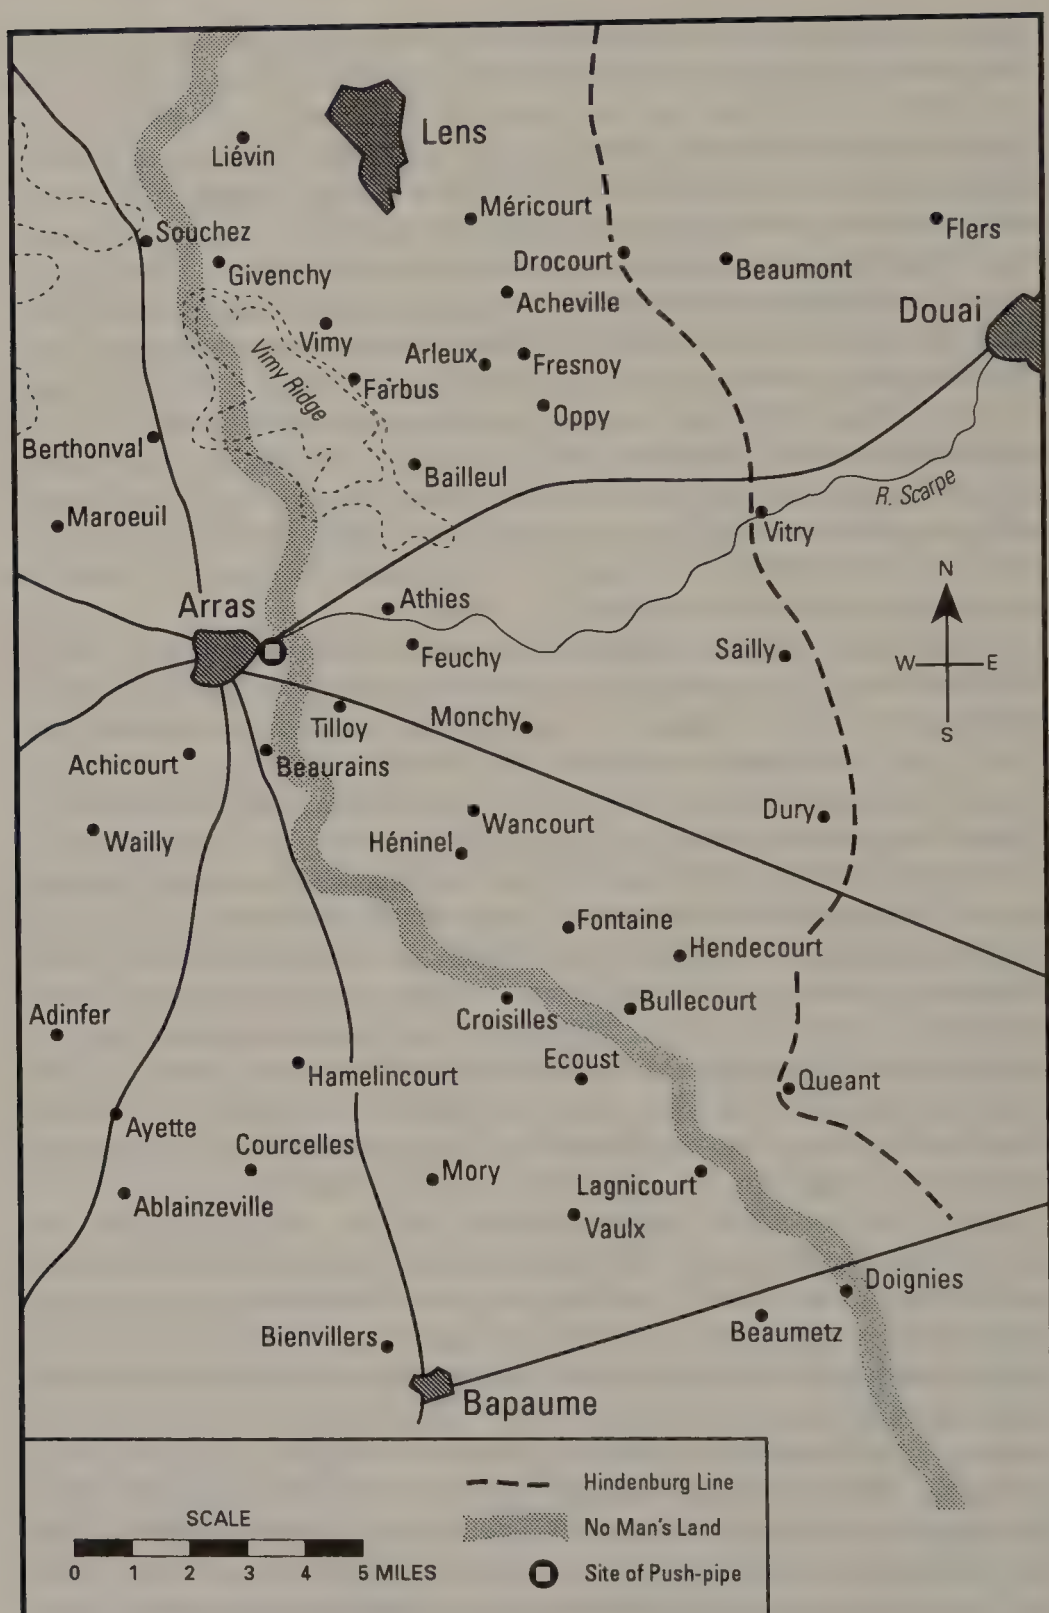 Lens
Liévin
Méricourt
Flers
Souchez
Drocourt
Givenchy
Beaumont
Acheville
Douai
Vimy
Arleux
Fresnoy
Vimy Ridge
Farbus
Oppy
Berthonval
Bailleul
R. Scarpe
Maroeuil
Vitry
N
Arras
Athies
Feuchy
Sailly
W
E
Tilloy
Monchy
S
Achicourt
Beaurains
Wancourt
Dury
Wailly
Héninel
Fontaine
Hendecourt
Bullecourt
Adinfer
Croisilles
Ecoust
Hamelincourt
Queant
Ayette
Courcelles
Mory
Lagnicourt
Ablainzeville
Vaulx
Doignies
Bienvillers
Beaumetz
Bapaume
Hindenburg Line
SCALE
No Man's Land
0 1 2 3 4 5 MILES
Site of Push-pipe